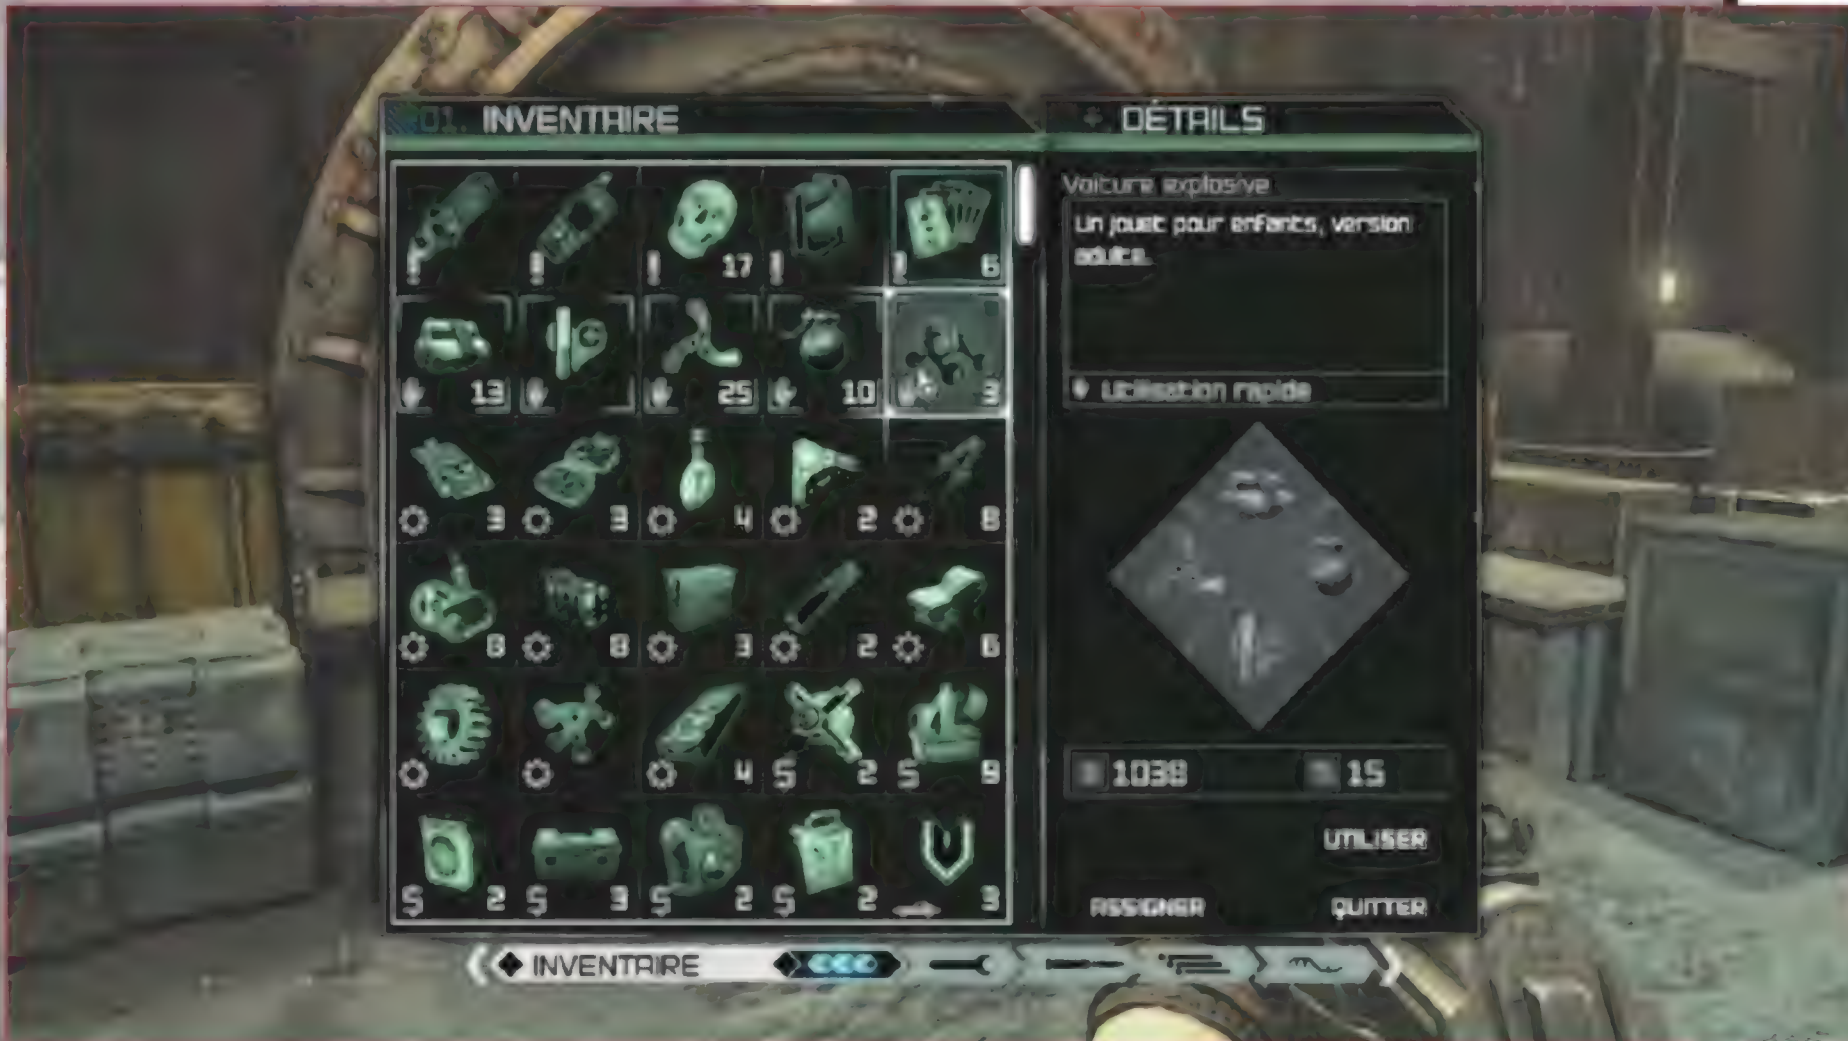 01. INVENTAIRE
17
6
13
25
10
3
3
3
4
2
8
8
8
3
2
6
4
S 2
S 9
S 2
S 3
S 2
S 2
3
DÉTAILS
Voiture explosive
Un jouet pour enfants, version
adulte.
Utilisation rapide
1038
15
UTILISER
ASSIGNER
QUITTER
INVENTAIRE